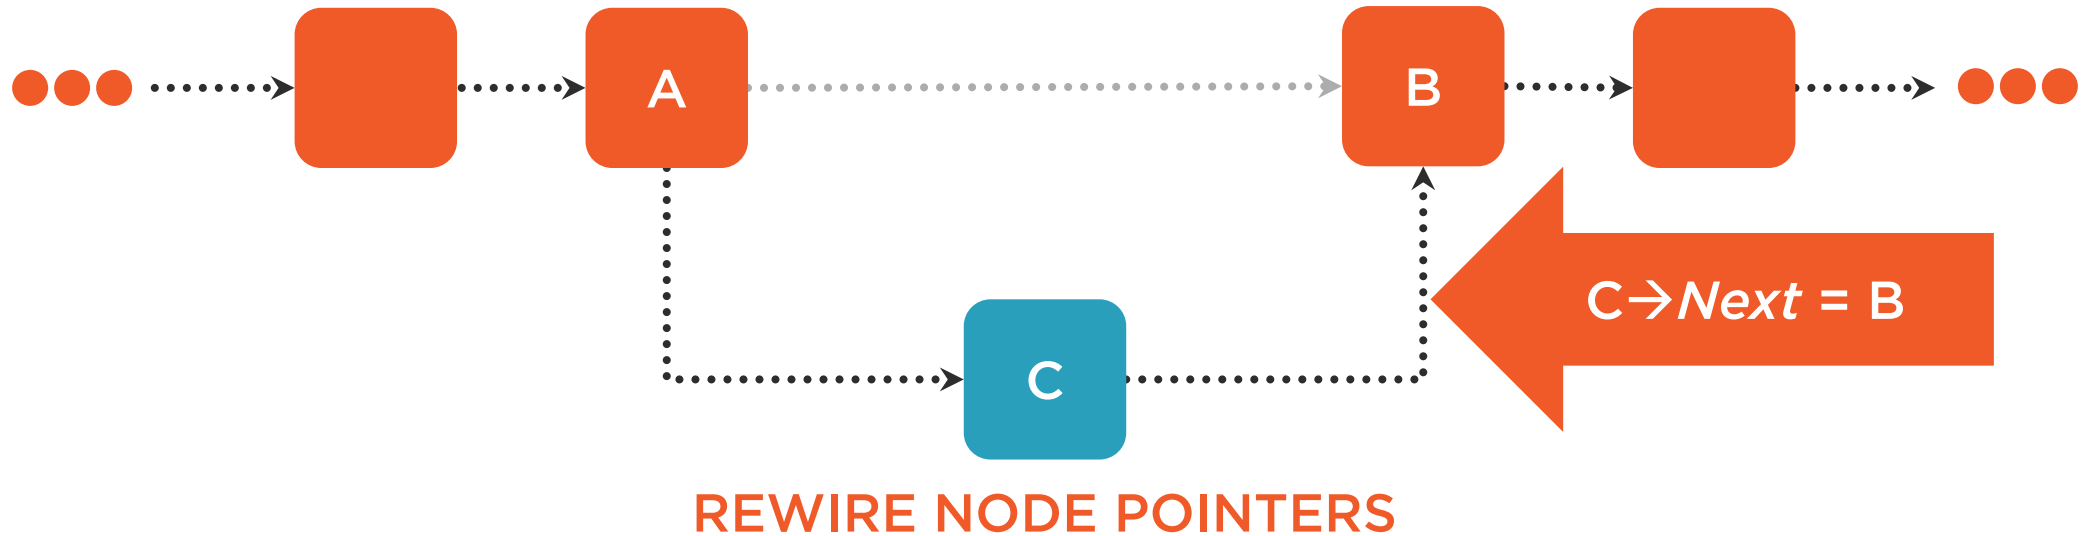 A
B
C→Next = B
C
REWIRE NODE POINTERS